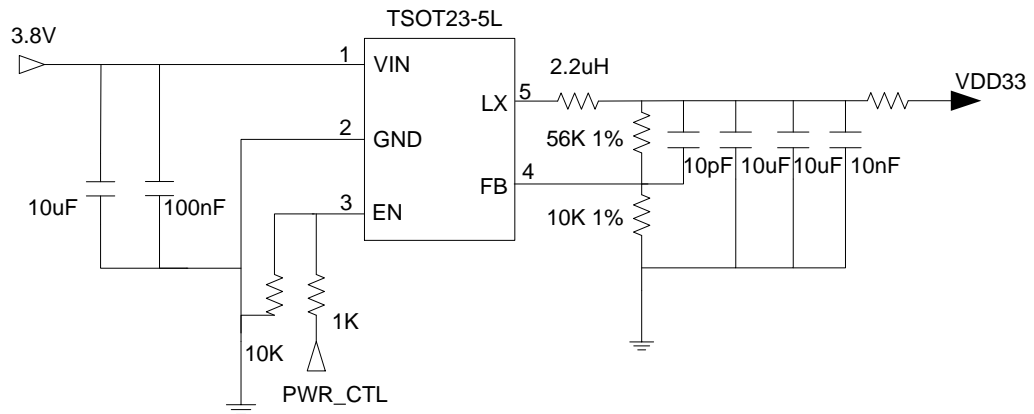 TSOT23-5L
3.8V
1
VIN
2.2uH
VDD33
5
LX
2
GND
56K 1%
10pF
10uF
10uF
10nF
4
FB
10uF
100nF
3
EN
10K 1%
1K
10K
PWR_CTL